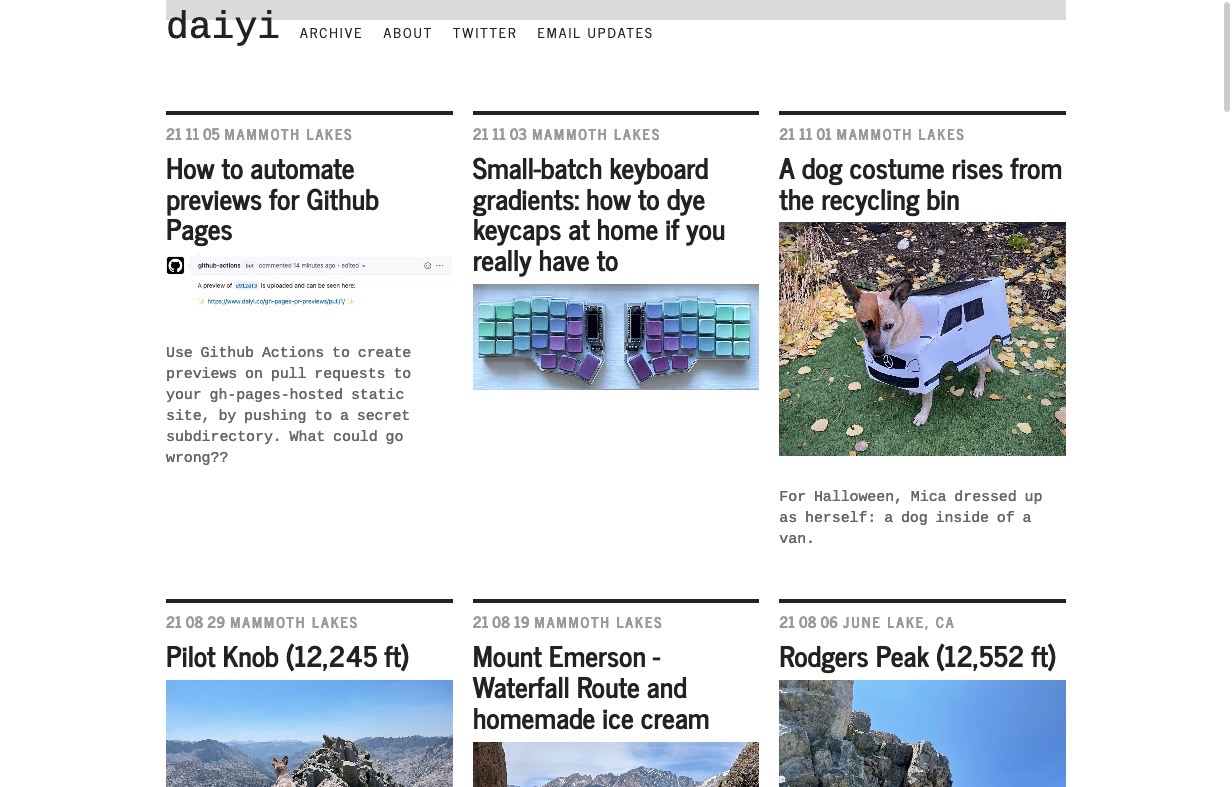 daiyi
ARCHIVE ABOUT TWITTER EMAIL UPDATES
21 11 05 MAMMOTH LAKES
How to automate
previews for Github
Pages
github-actions bot commented 14 minutes ago · edited
A preview of e912df3 is uploaded and can be seen here:
✨ https://www.daiyi.co/gh-pages-pr-previews/pull/1/ ✨
Use Github Actions to create
previews on pull requests to
your gh-pages-hosted static
site, by pushing to a secret
subdirectory. What could go
wrong??
21 11 03 MAMMOTH LAKES
Small-batch keyboard
gradients: how to dye
keycaps at home if you
really have to
21 11 01 MAMMOTH LAKES
A dog costume rises from
the recycling bin
For Halloween, Mica dressed up
as herself: a dog inside of a
van.
21 08 29 MAMMOTH LAKES
Pilot Knob (12,245 ft)
21 08 19 MAMMOTH LAKES
Mount Emerson -
Waterfall Route and
homemade ice cream
21 08 06 JUNE LAKE, CA
Rodgers Peak (12,552 ft)